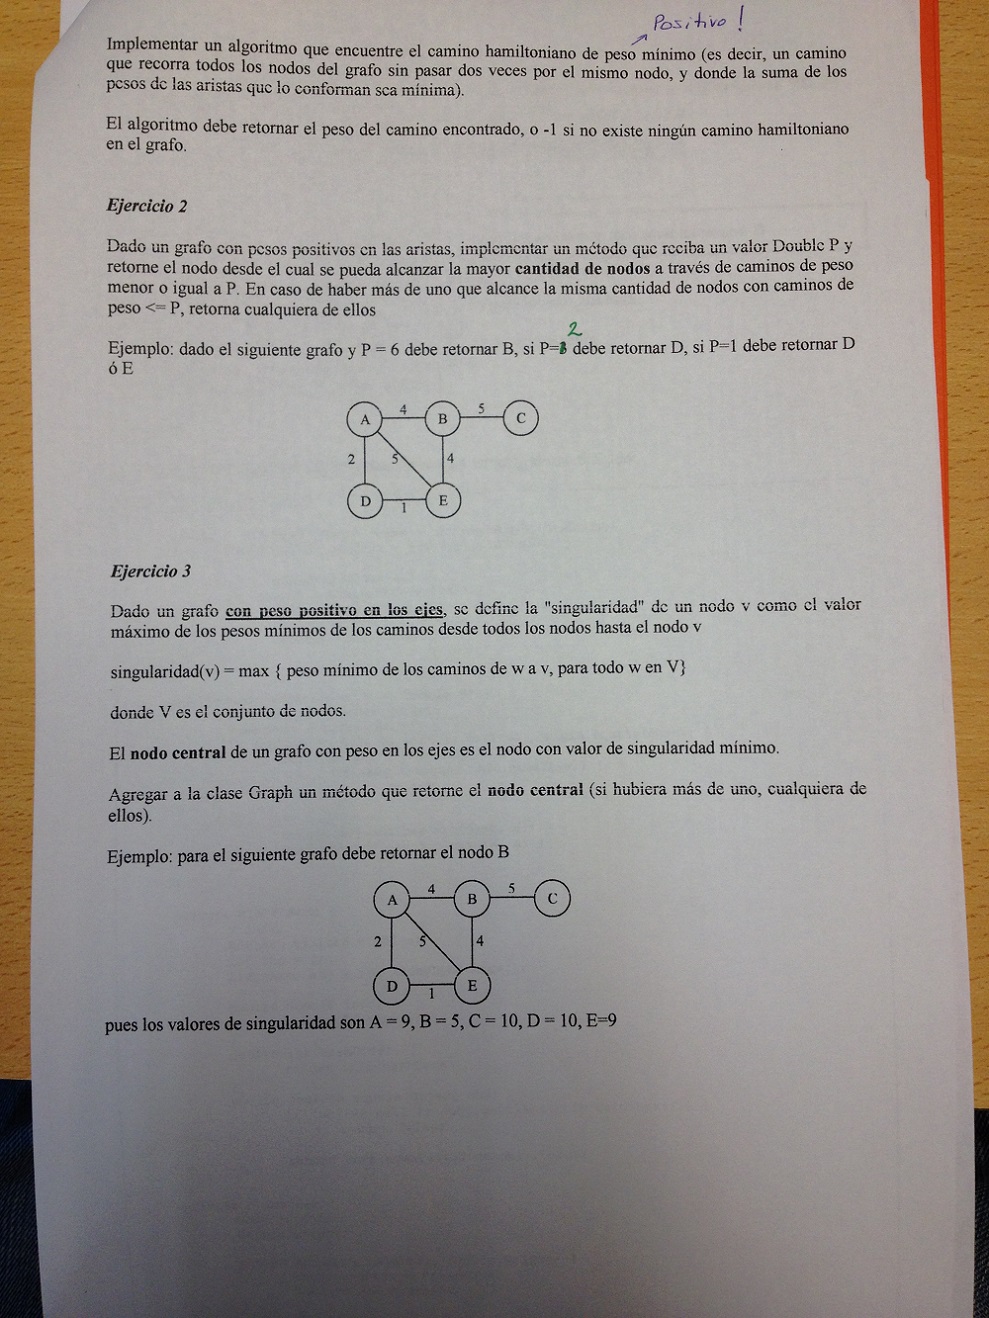 Positivo!
Implementar un algoritmo que encuentre el camino hamiltoniano de peso mínimo (es decir, un camino
que recorra todos los nodos del grafo sin pasar dos veces por el mismo nodo, y donde la suma de los
pesos de las aristas que lo conforman sea mínima).
El algoritmo debe retornar el peso del camino encontrado, o -1 si no existe ningún camino hamiltoniano
en el grafo.
Ejercicio 2
Dado un grafo con pesos positivos en las aristas, implementar un método que reciba un valor Double P y
retorne el nodo desde el cual se pueda alcanzar la mayor cantidad de nodos a través de caminos de peso
menor o igual a P. En caso de haber más de uno que alcance la misma cantidad de nodos con caminos de
peso <= P, retorna cualquiera de ellos
2
Ejemplo: dado el siguiente grafo y P = 6 debe retornar B, si P= debe retornar D, si P=1 debe retornar D
ó E
A 4 B 5 C
2 5 4
D 1 E
Ejercicio 3
Dado un grafo con peso positivo en los ejes, se define la "singularidad" de un nodo v como el valor
máximo de los pesos mínimos de los caminos desde todos los nodos hasta el nodo v
singularidad(v) = max { peso mínimo de los caminos de w a v, para todo w en V}
donde V es el conjunto de nodos.
El nodo central de un grafo con peso en los ejes es el nodo con valor de singularidad mínimo.
Agregar a la clase Graph un método que retorne el nodo central (si hubiera más de uno, cualquiera de
ellos).
Ejemplo: para el siguiente grafo debe retornar el nodo B
A 4 B 5 C
2 5 4
D 1 E
pues los valores de singularidad son A = 9, B = 5, C = 10, D = 10, E=9